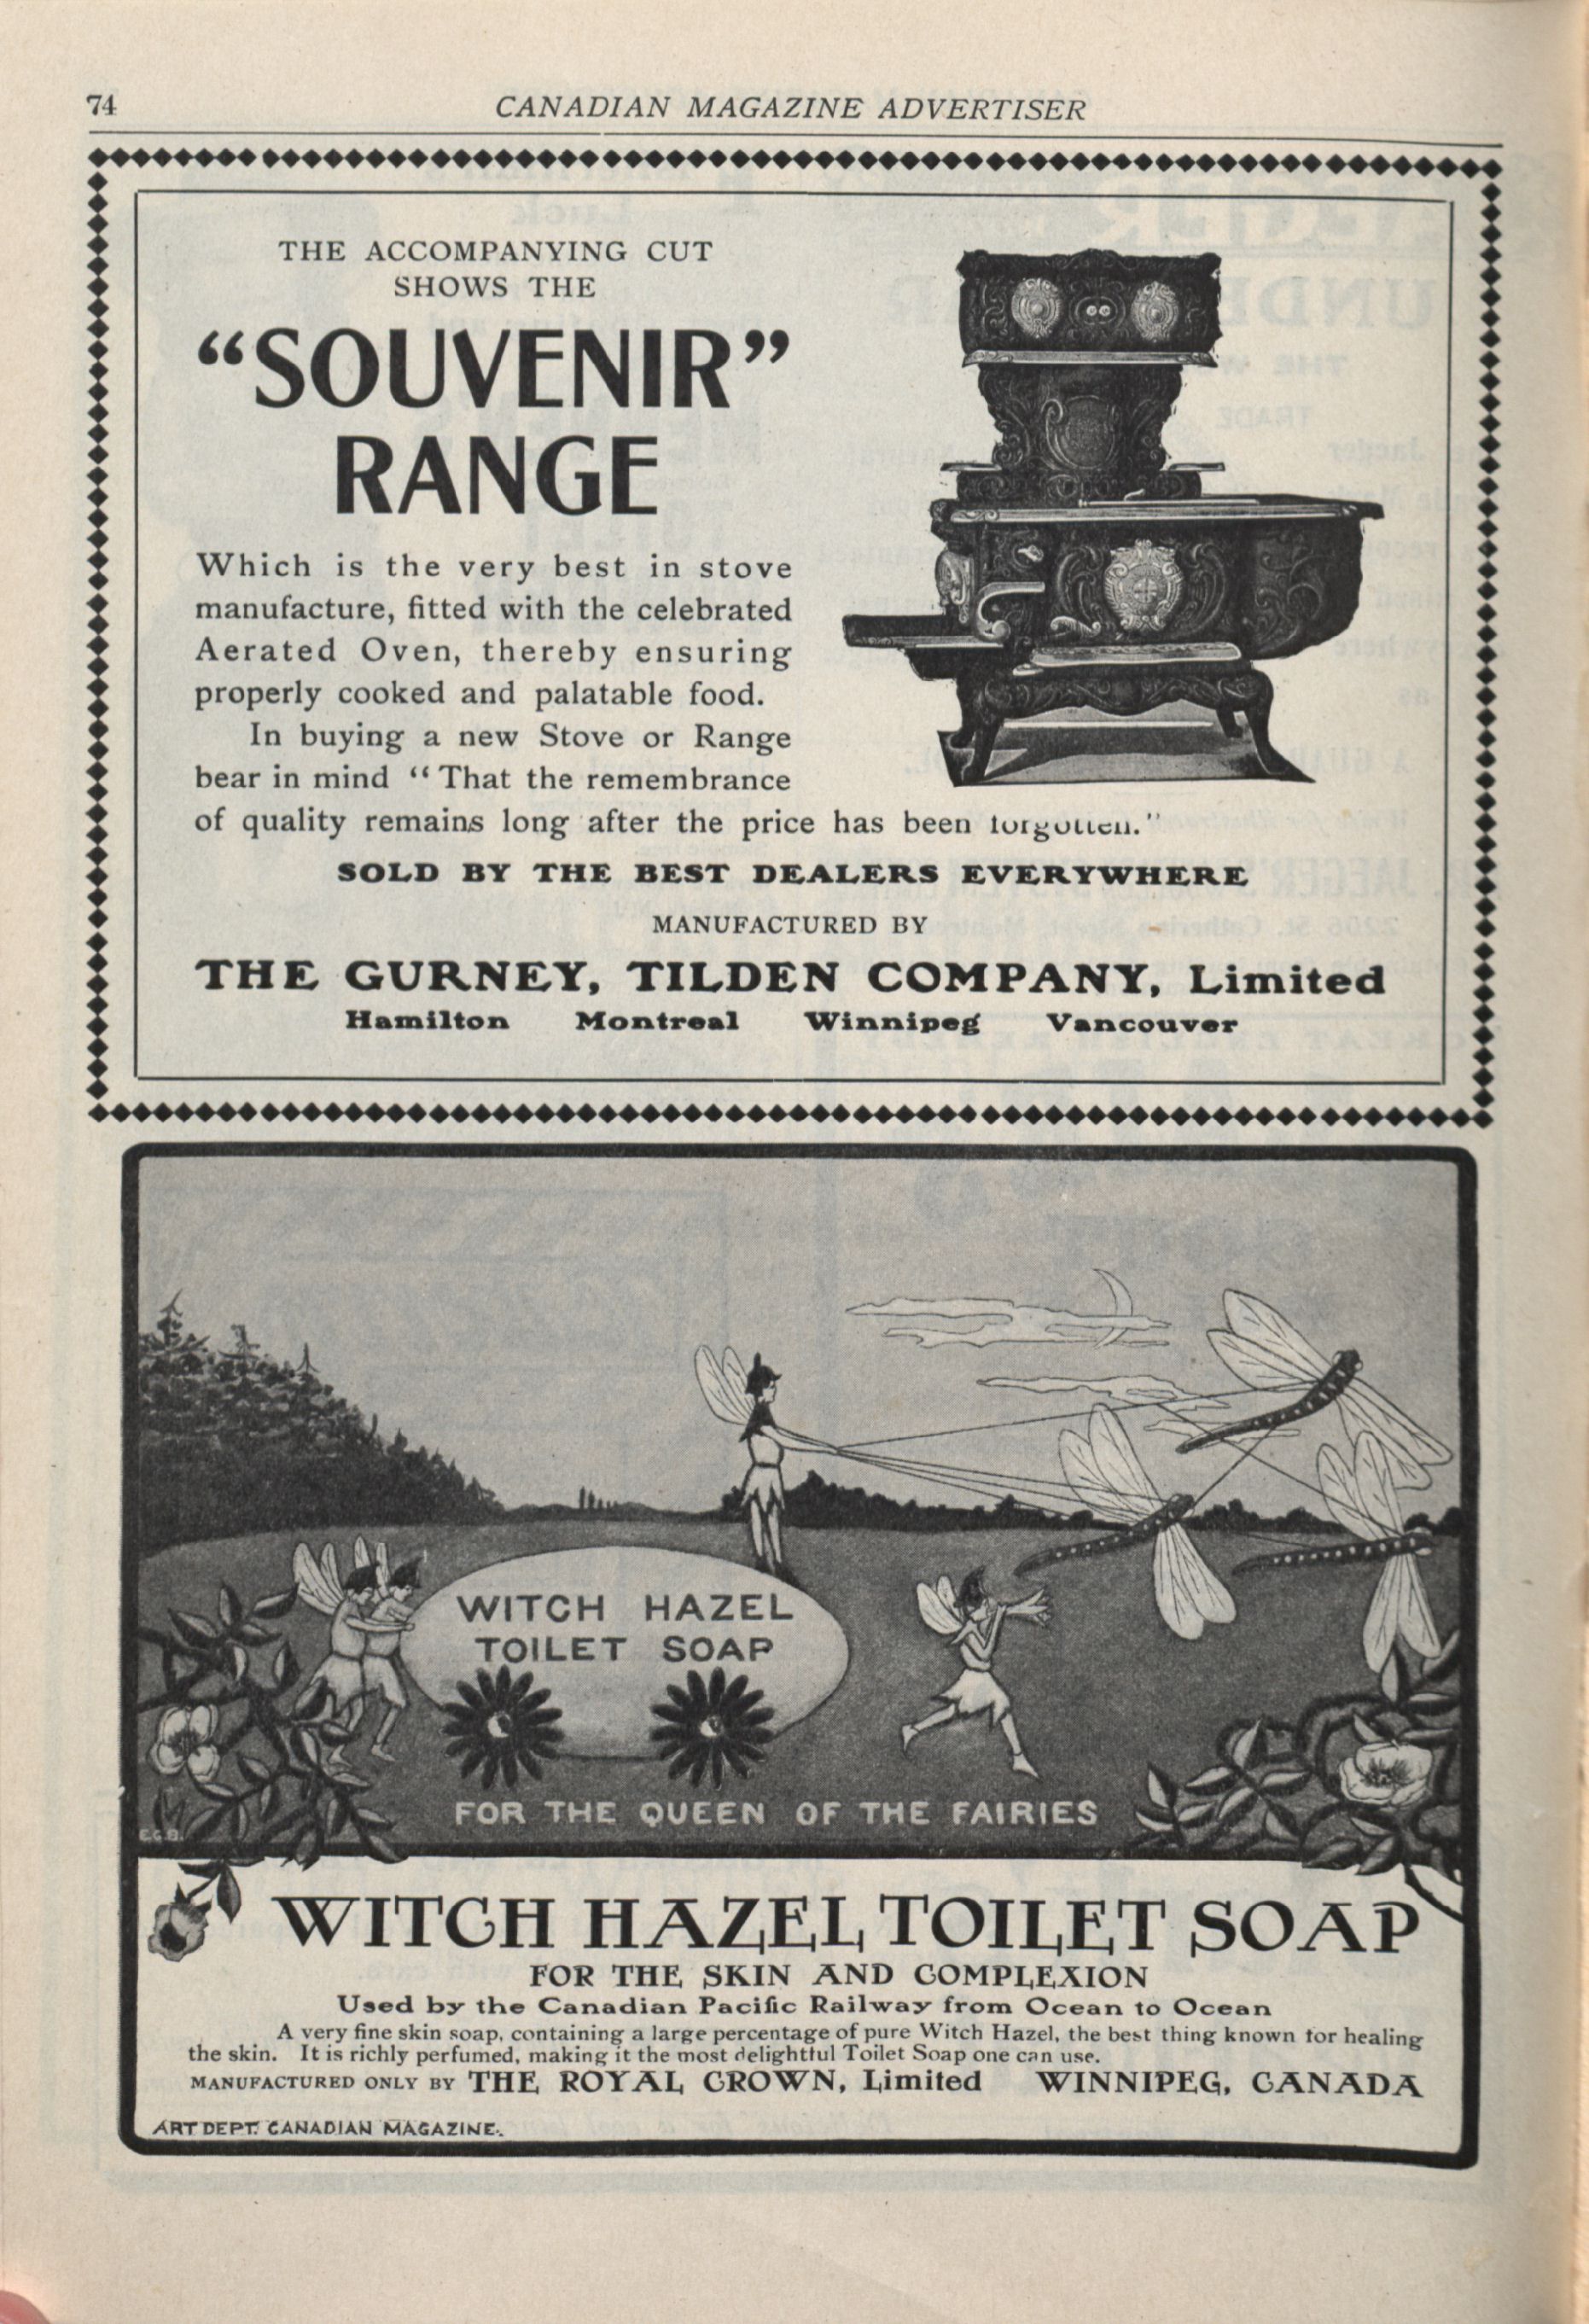 74
CANADIAN MAGAZINE ADVERTISER
THE ACCOMPANYING CUT
SHOWS THE
“SOUVENIR”
RANGE
Which is the very best in stove
manufacture, fitted with the celebrated
Aerated Oven, thereby ensuring
properly cooked and palatable food.
In buying a new Stove or Range
bear in mind “That the remembrance
of quality remains long after the price has been forgotten.”
SOLD BY THE BEST DEALERS EVERYWHERE
MANUFACTURED BY
THE GURNEY, TILDEN COMPANY, Limited
Hamilton Montreal Winnipeg Vancouver
WITCH HAZEL
TOILET SOAP
FOR THE QUEEN OF THE FAIRIES
E.G.B.
WITCH HAZEL TOILET SOAP
FOR THE SKIN AND COMPLEXION
Used by the Canadian Pacific Railway from Ocean to Ocean
A very fine skin soap, containing a large percentage of pure Witch Hazel, the best thing known for healing
the skin. It is richly perfumed, making it the most delightful Toilet Soap one can use.
MANUFACTURED ONLY BY THE ROYAL CROWN, Limited WINNIPEG, CANADA
ART DEPT. CANADIAN MAGAZINE.